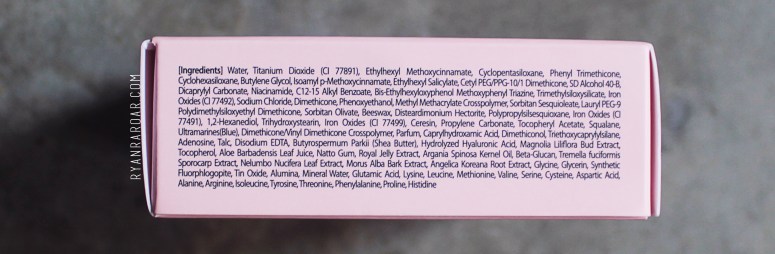 [Ingredients] Water, Titanium Dioxide (CI 77891), Ethylhexyl Methoxycinnamate, Cyclopentasiloxane, Phenyl Trimethicone,
Cyclohexasiloxane, Butylene Glycol, Isoamyl p-Methoxycinnamate, Ethylhexyl Salicylate, Cetyl PEG/PPG-10/1 Dimethicone, SD Alcohol 40-B,
Dicaprylyl Carbonate, Niacinamide, C12-15 Alkyl Benzoate, Bis-Ethylhexyloxyphenol Methoxyphenyl Triazine, Trimethylsiloxysilicate, Iron
Oxides (CI 77492), Sodium Chloride, Dimethicone, Phenoxyethanol, Methyl Methacrylate Crosspolymer, Sorbitan Sesquioleate, Lauryl PEG-9
Polydimethylsiloxyethyl Dimethicone, Sorbitan Olivate, Beeswax, Disteardimonium Hectorite, Polypropylsilsesquioxane, Iron Oxides (CI
77491), 1,2-Hexanediol, Trihydroxystearin, Iron Oxides (CI 77499), Ceresin, Propylene Carbonate, Tocopheryl Acetate, Squalane,
Ultramarines(Blue), Dimethicone/Vinyl Dimethicone Crosspolymer, Parfum, Caprylhydroxamic Acid, Dimethiconol, Triethoxycaprylylsilane,
Adenosine, Talc, Disodium EDTA, Butyrospermum Parkii (Shea Butter), Hydrolyzed Hyaluronic Acid, Magnolia Liliflora Bud Extract,
Tocopherol, Aloe Barbadensis Leaf Juice, Natto Gum, Royal Jelly Extract, Argania Spinosa Kernel Oil, Beta-Glucan, Tremella fuciformis
Sporocarp Extract, Nelumbo Nucifera Leaf Extract, Morus Alba Bark Extract, Angelica Koreana Root Extract, Glycine, Glycerin, Synthetic
Fluorphlogopite, Tin Oxide, Alumina, Mineral Water, Glutamic Acid, Lysine, Leucine, Methionine, Valine, Serine, Cysteine, Aspartic Acid,
Alanine, Arginine, Isoleucine, Tyrosine, Threonine, Phenylalanine, Proline, Histidine
RYANRAROAR.COM